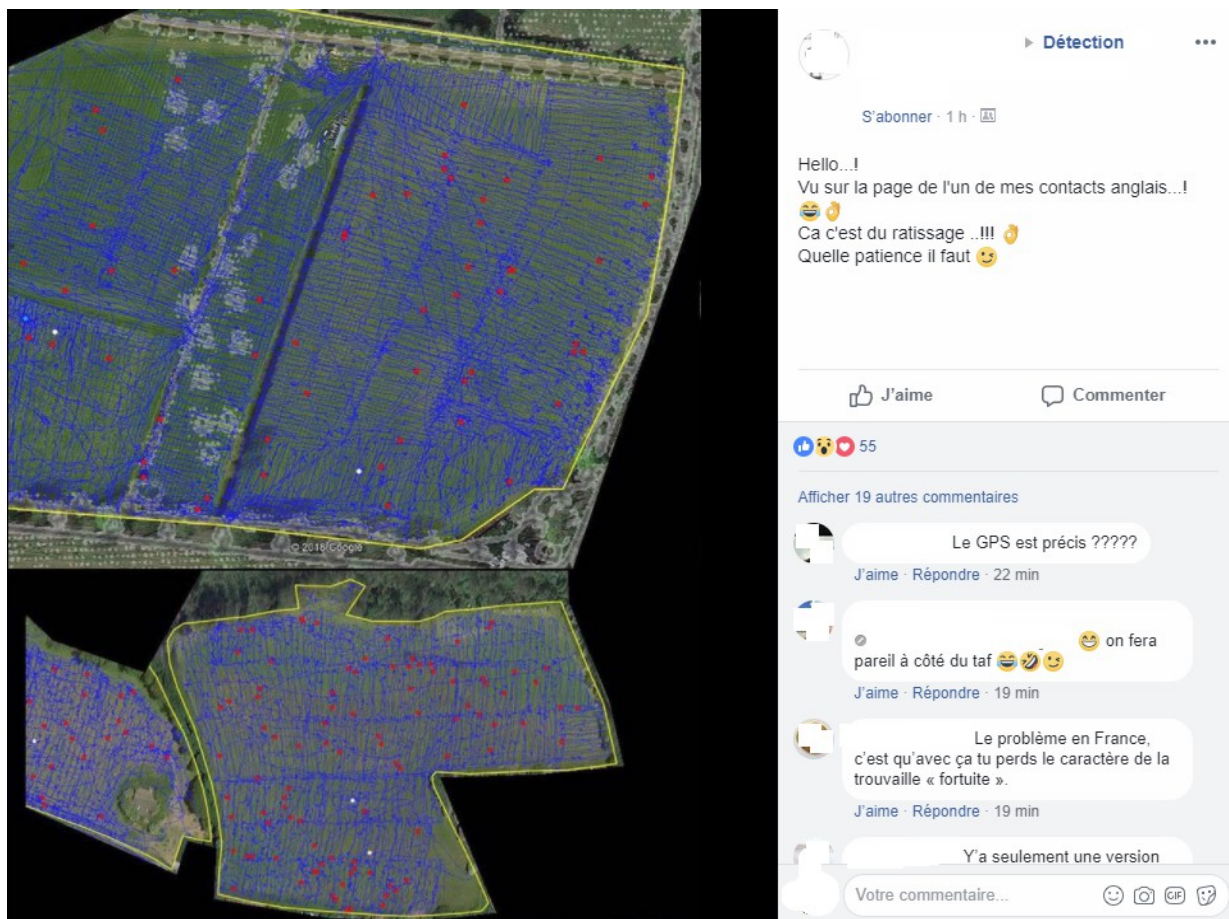 Détection
S'abonner · 1 h ·
Hello...!
Vu sur la page de l'un de mes contacts anglais...!
😂👌
Ca c'est du ratissage ..!!! 👌
Quelle patience il faut 😉
J'aime
Commenter
55
Afficher 19 autres commentaires
Le GPS est précis ?????
J'aime · Répondre · 22 min
😁 on fera
pareil à côté du taf 😂🤣😉
J'aime · Répondre · 19 min
Le problème en France,
c'est qu'avec ça tu perds le caractère de la
trouvaille « fortuite ».
J'aime · Répondre · 19 min
Y'a seulement une version
Votre commentaire...
GIF
© 2018 Google